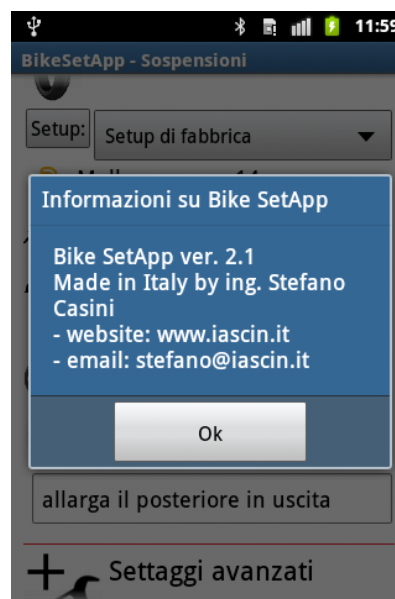 11:59
BikeSetApp - Sospensioni
Setup:
Setup di fabbrica
Informazioni su Bike SetApp
Bike SetApp ver. 2.1
Made in Italy by ing. Stefano
Casini
- website: www.iascin.it
- email: stefano@iascin.it
Ok
allarga il posteriore in uscita
Settaggi avanzati